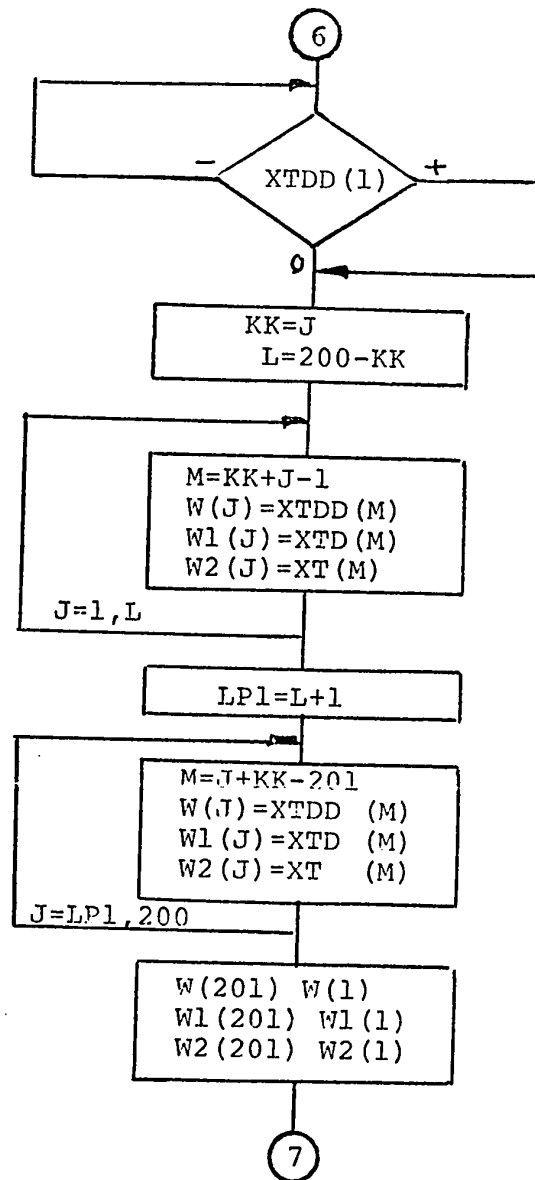 6
-
XTDD(1)
+
0
KK=J
L=200-KK
M=KK+J-1
W(J)=XTDD(M)
W1(J)=XTD(M)
W2(J)=XT(M)
J=1,L
LP1=L+1
M=J+KK-201
W(J)=XTDD (M)
W1(J)=XTD (M)
W2(J)=XT (M)
J=LP1,200
W(201) W(1)
W1(201) W1(1)
W2(201) W2(1)
7